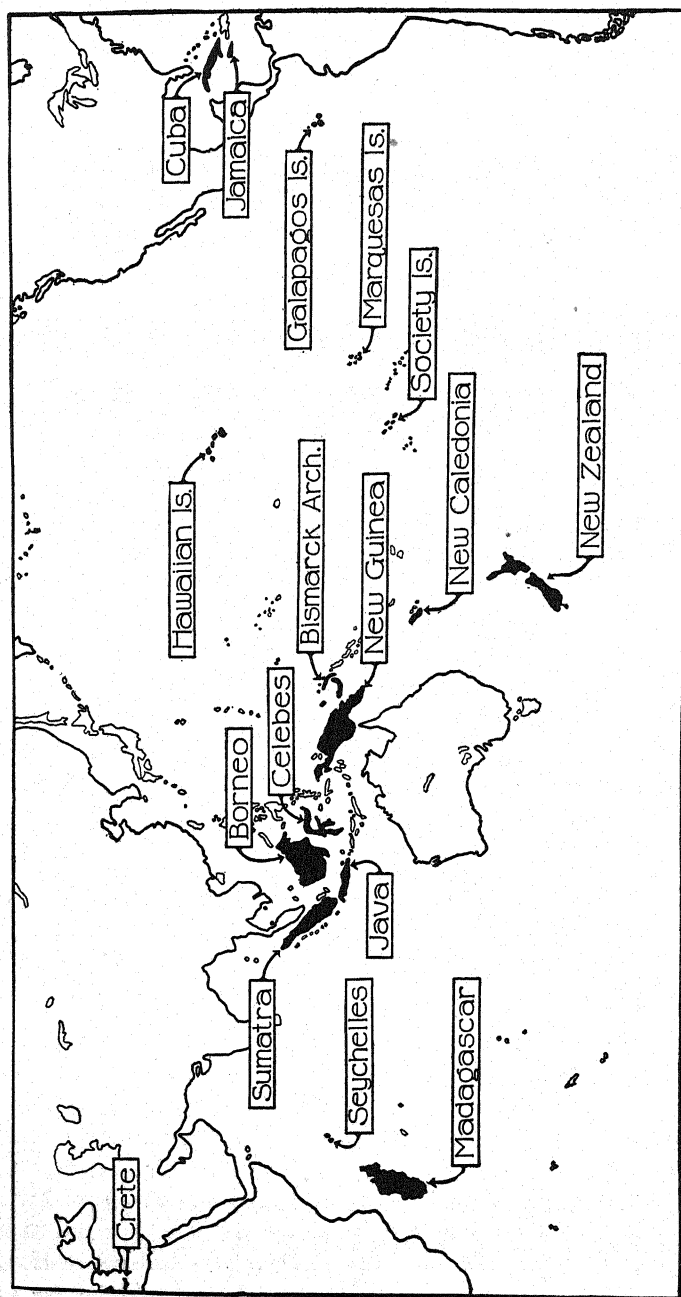 Crete
Cuba
Jamaica
Hawaiian Is.
Galapagos Is.
Marquesas Is.
Society Is.
Bismarck Arch.
New Guinea
New Caledonia
New Zealand
Borneo
Celebes
Sumatra
Java
Seychelles
Madagascar